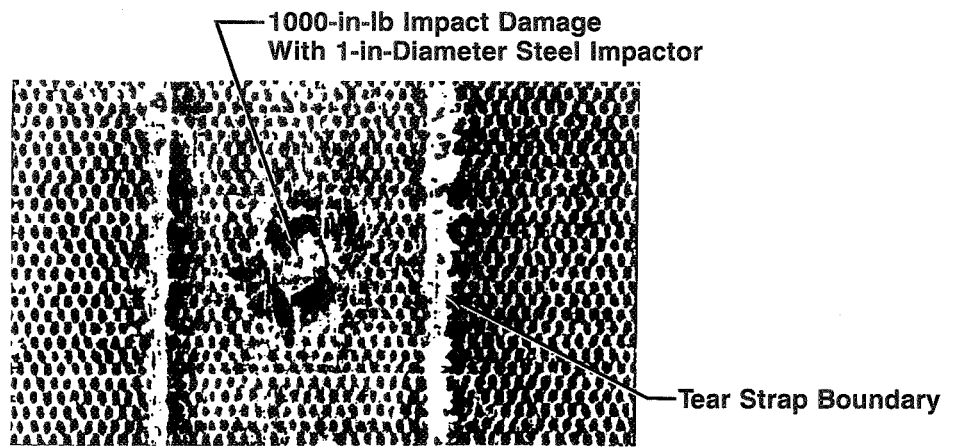 1000-in-lb Impact Damage
With 1-in-Diameter Steel Impactor
Tear Strap Boundary